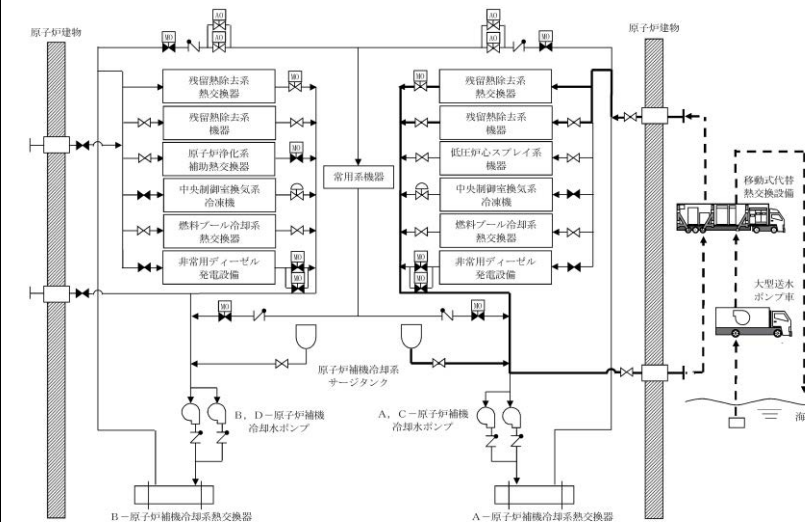 原子炉建物
原子炉建物
AO
AO
AO
AO
MO
MO
残留熱除去系
熱交換器
MO
MO
残留熱除去系
熱交換器
残留熱除去系
機器
残留熱除去系
機器
原子炉浄化系
補助熱交換器
MO
低圧炉心スプレイ系
機器
常用系機器
中央制御室換気系
冷凍機
中央制御室換気系
冷凍機
燃料プール冷却系
熱交換器
燃料プール冷却系
熱交換器
非常用ディーゼル
発電設備
MO
MO
MO
MO
非常用ディーゼル
発電設備
移動式代替
熱交換設備
大型送水
ポンプ車
MO
MO
原子炉補機冷却系
サージタンク
B，D－原子炉補機
冷却水ポンプ
A，C－原子炉補機
冷却水ポンプ
海
B－原子炉補機冷却系熱交換器
A－原子炉補機冷却系熱交換器